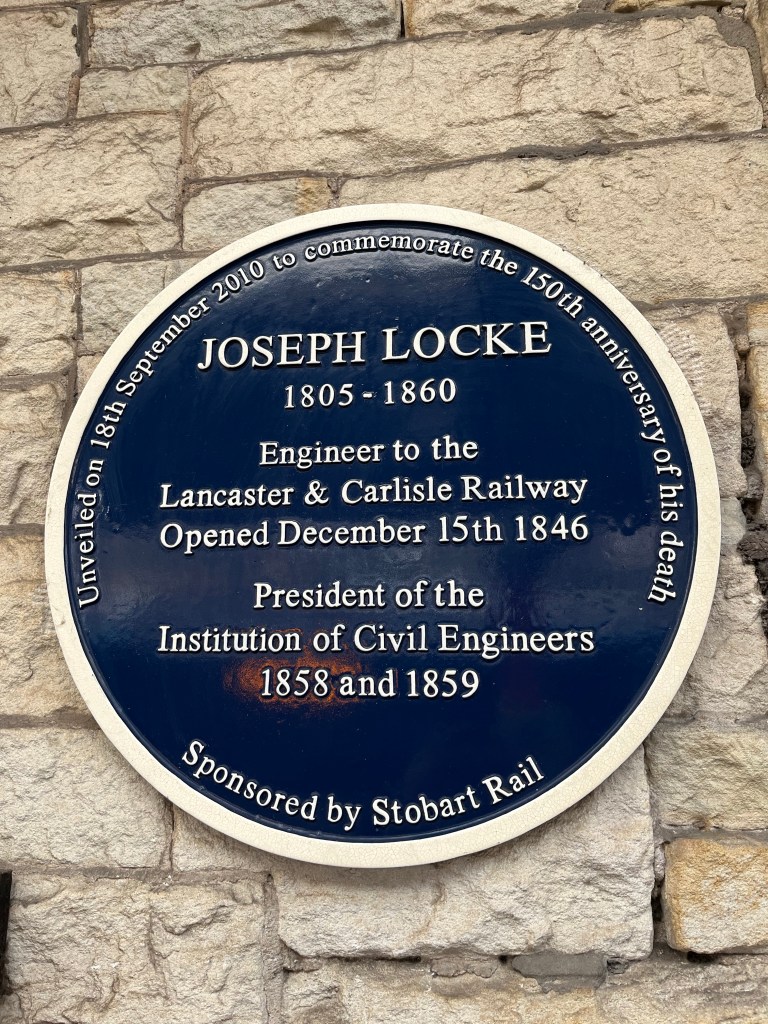 Unveiled on 18th September 2010 to commemorate the 150th anniversary of his death
JOSEPH LOCKE
1805 - 1860
Engineer to the
Lancaster & Carlisle Railway
Opened December 15th 1846
President of the
Institution of Civil Engineers
1858 and 1859
Sponsored by Stobart Rail